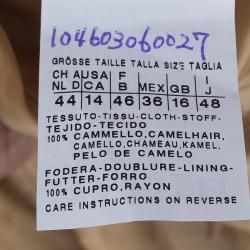 104603060027
GRÖSSE TAILLE TALLA SIZE TAGLIA
CH A USA F I
NL D CA B MEX GB J
44 14 46 36 16 48
TESSUTO-TISSU-CLOTH-STOFF-
TEJIDO-TECIDO
100% CAMMELLO,CAMELHAIR,
CAMELLO,CHAMEAU,KAMEL,
PELO DE CAMELO
FODERA-DOUBLURE-LINING-
FUTTER-FORRO
100% CUPRO,RAYON
CARE INSTRUCTIONS ON REVERSE